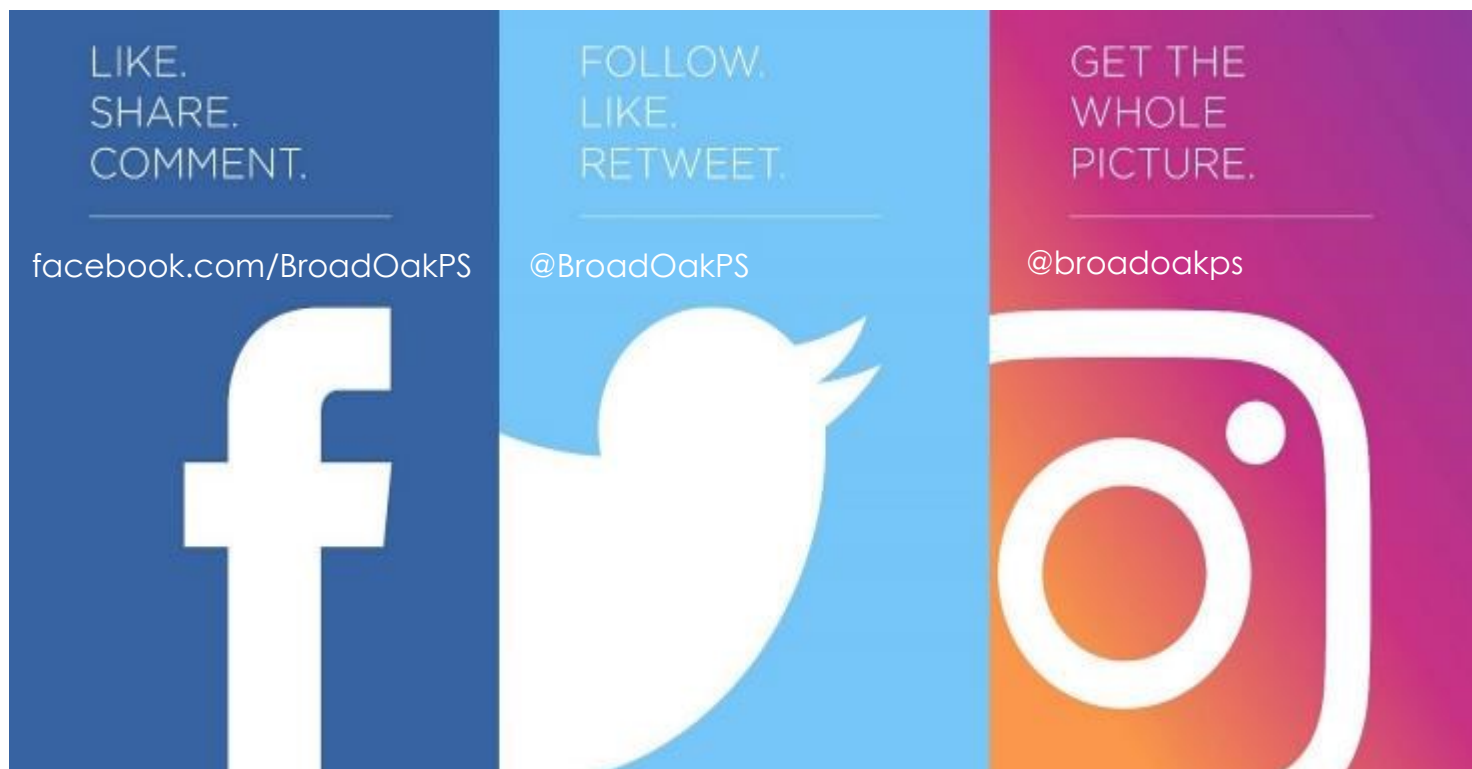 LIKE.
SHARE.
COMMENT.
facebook.com/BroadOakPS
FOLLOW.
LIKE.
RETWEET.
@BroadOakPS
GET THE
WHOLE
PICTURE.
@broadoakps